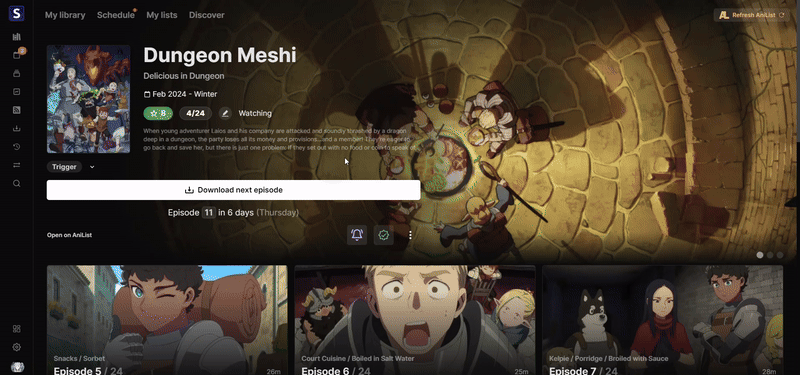 S
My library
Schedule
My lists
Discover
Refresh AniList
Dungeon Meshi
Delicious in Dungeon
Feb 2024 - Winter
8
4/24
Watching
When young adventurer Laios and his company are attacked and soundly thrashed by a dragon
deep in a dungeon, the party loses all its money and provisions...and a member! They're eager to
go back and save her, but there is just one problem: If they set out with no food or coin to speak of,
Trigger
Download next episode
Episode 11 in 6 days (Thursday)
Open on AniList
Snacks / Sorbet
Episode 5 / 24
26m
Court Cuisine / Boiled in Salt Water
Episode 6 / 24
25m
Kelpie / Porridge / Broiled with Sauce
Episode 7 / 24
28m